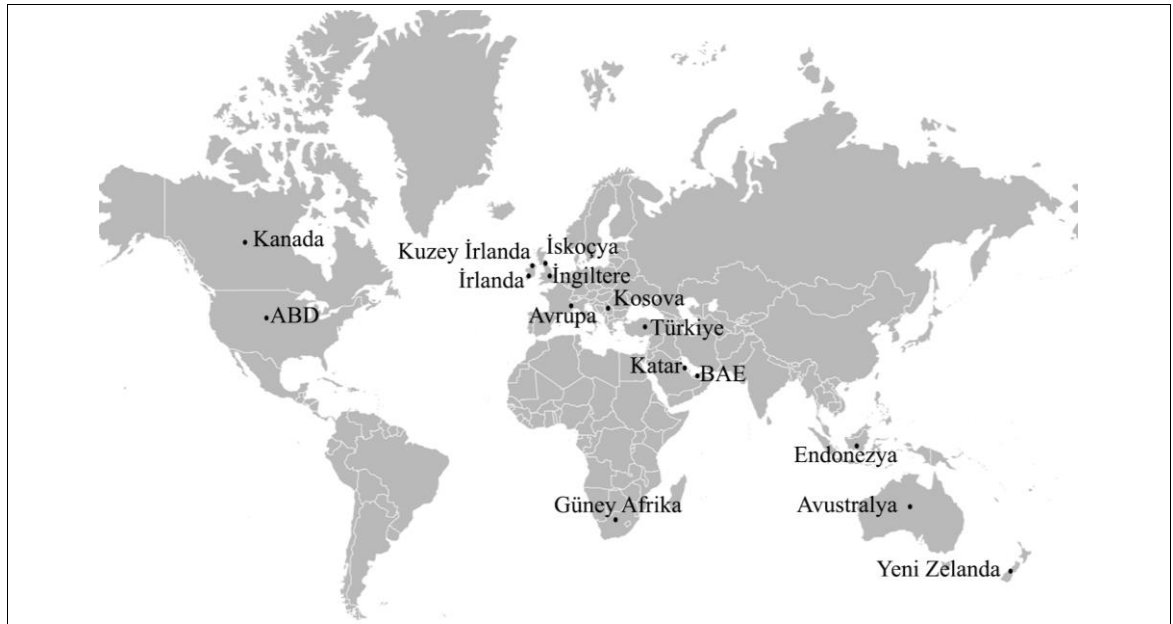 Kanada
ABD
Kuzey İrlanda
İskoçya
İrlanda
İngiltere
Kosova
Avrupa
Türkiye
Katar
BAE
Endonezya
Güney Afrika
Avustralya
Yeni Zelanda